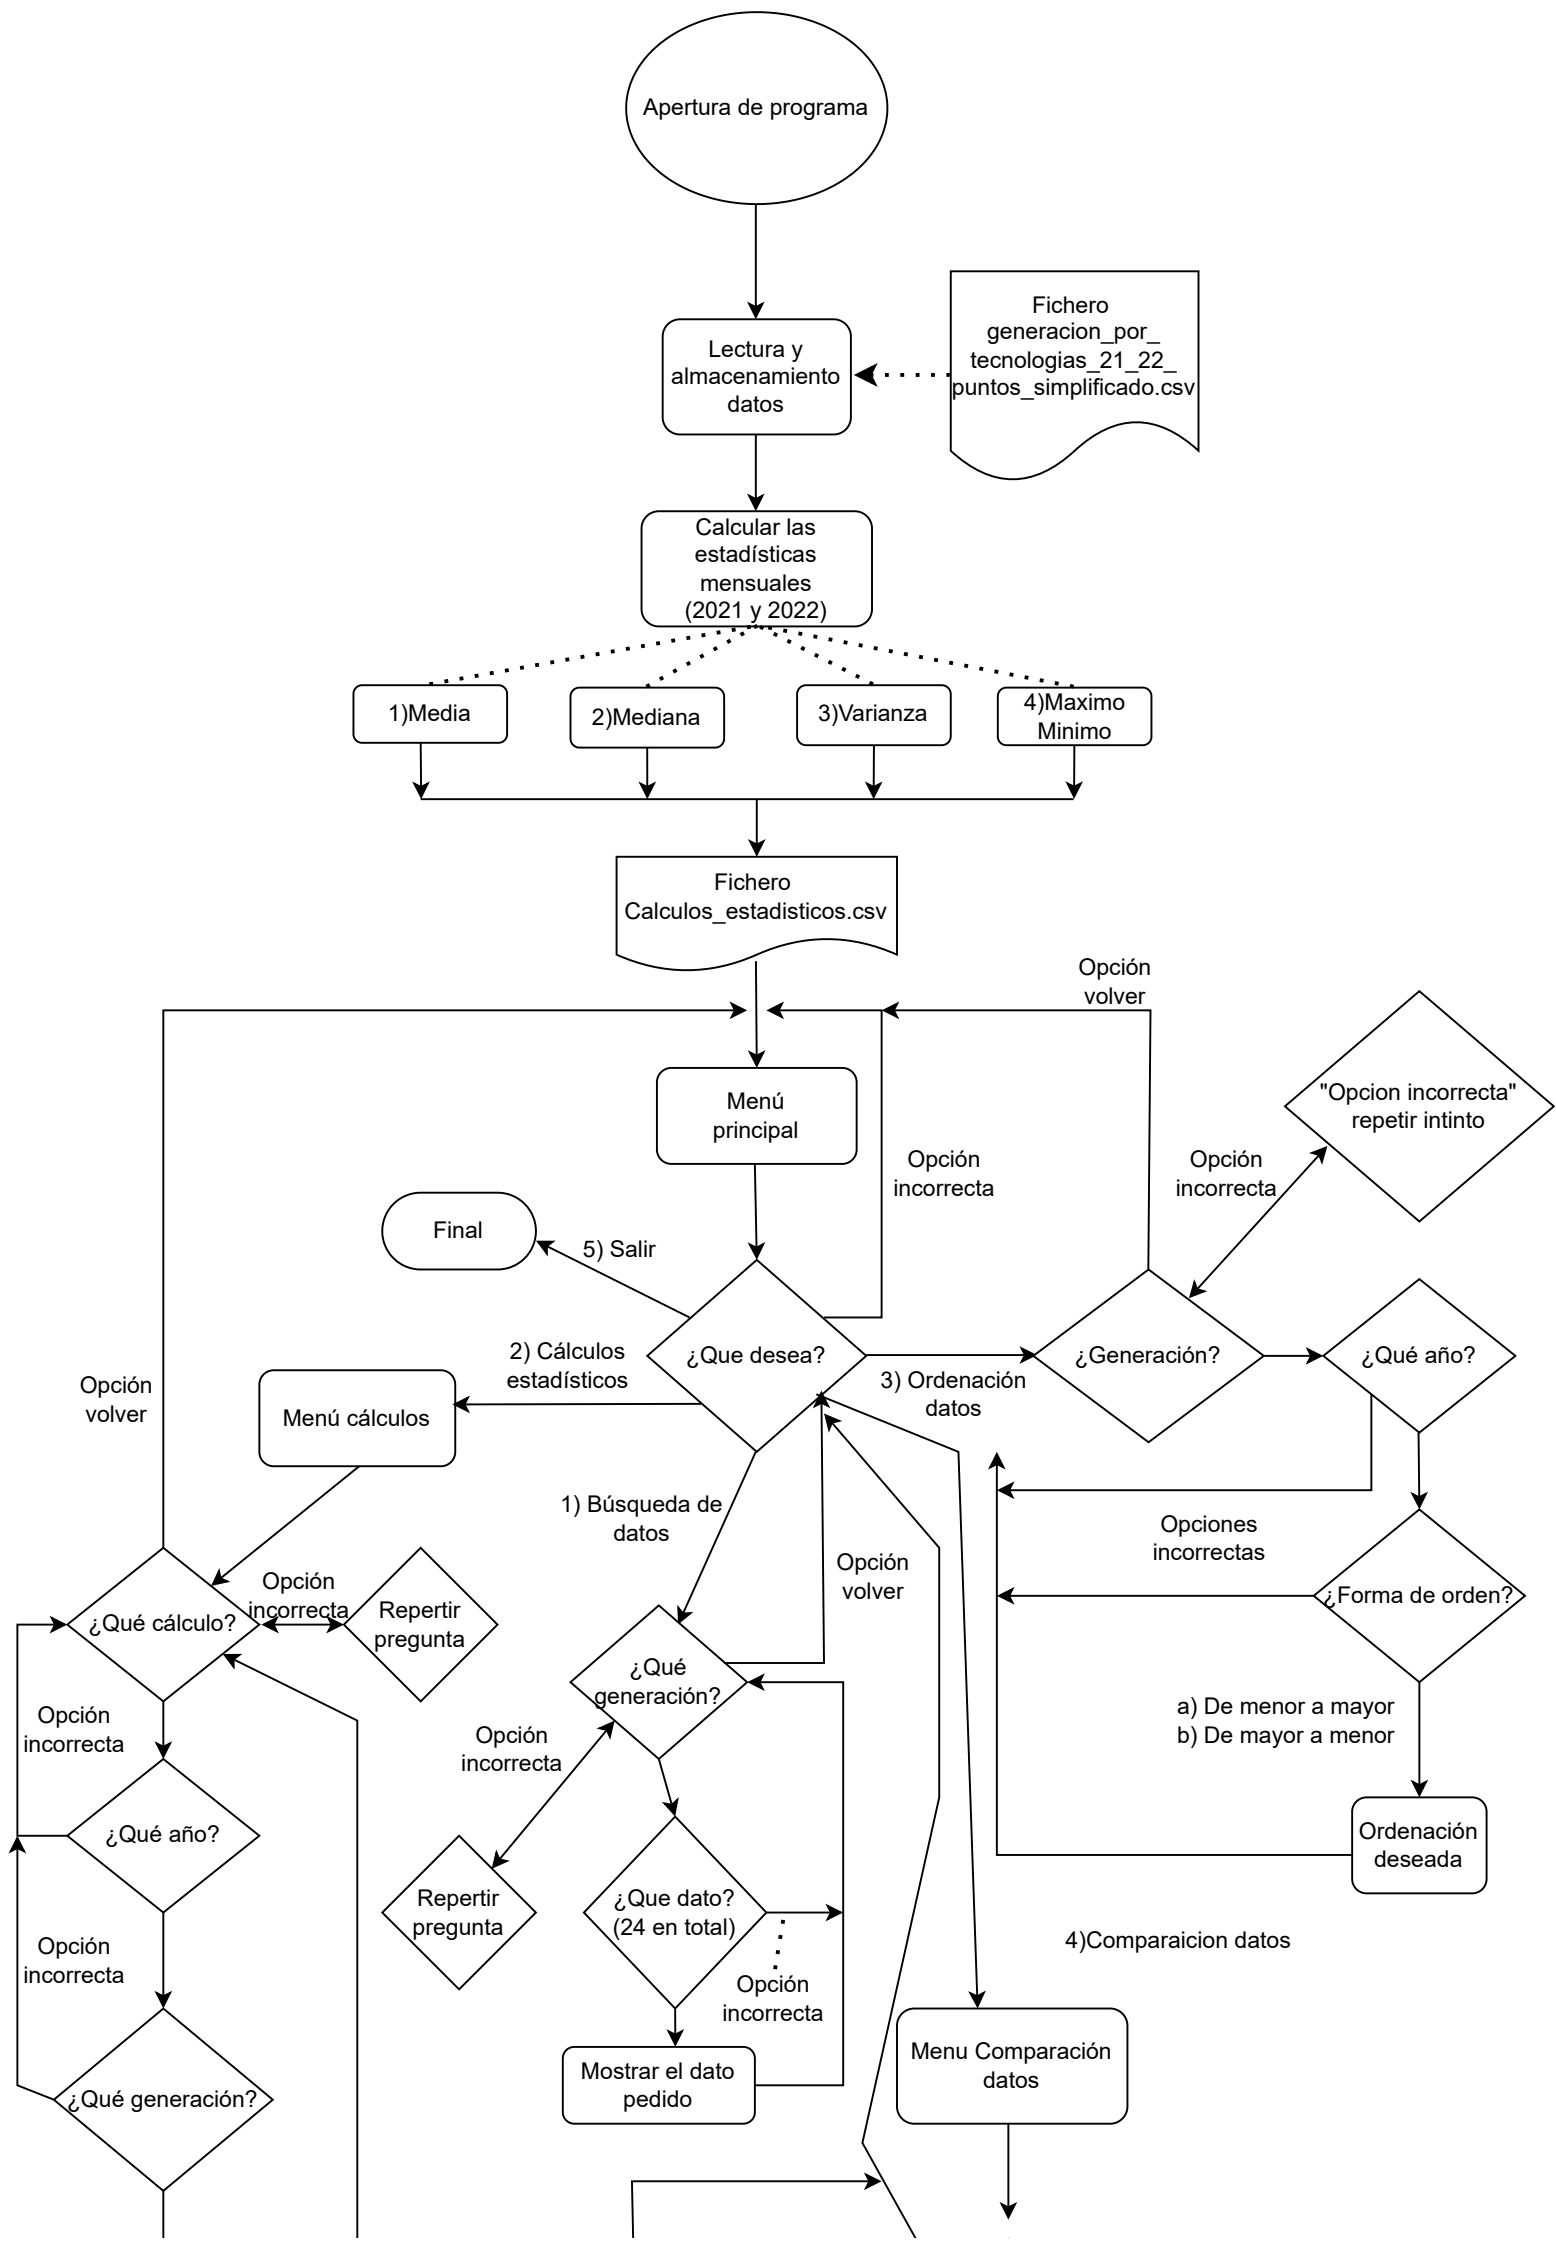 Apertura de programa
Fichero
generacion_por_
tecnologias_21_22_
puntos_simplificado.csv
Lectura y
almacenamiento
datos
Calcular las
estadísticas
mensuales
(2021 y 2022)
1)Media
2)Mediana
3)Varianza
4)Maximo
Minimo
Fichero
Calculos_estadisticos.csv
Opción
volver
"Opcion incorrecta"
repetir intinto
Menú
principal
Opción
incorrecta
Opción
incorrecta
Final
5) Salir
¿Que desea?
¿Generación?
¿Qué año?
2) Cálculos
estadísticos
3) Ordenación
datos
Opción
volver
Menú cálculos
1) Búsqueda de
datos
Opciones
incorrectas
Opción
volver
Opción
incorrecta
¿Qué cálculo?
Repertir
pregunta
¿Forma de orden?
¿Qué
generación?
a) De menor a mayor
b) De mayor a menor
Opción
incorrecta
Opción
incorrecta
¿Qué año?
Ordenación
deseada
Repertir
pregunta
¿Que dato?
(24 en total)
4)Comparaicion datos
Opción
incorrecta
Opción
incorrecta
¿Qué generación?
Mostrar el dato
pedido
Menu Comparación
datos